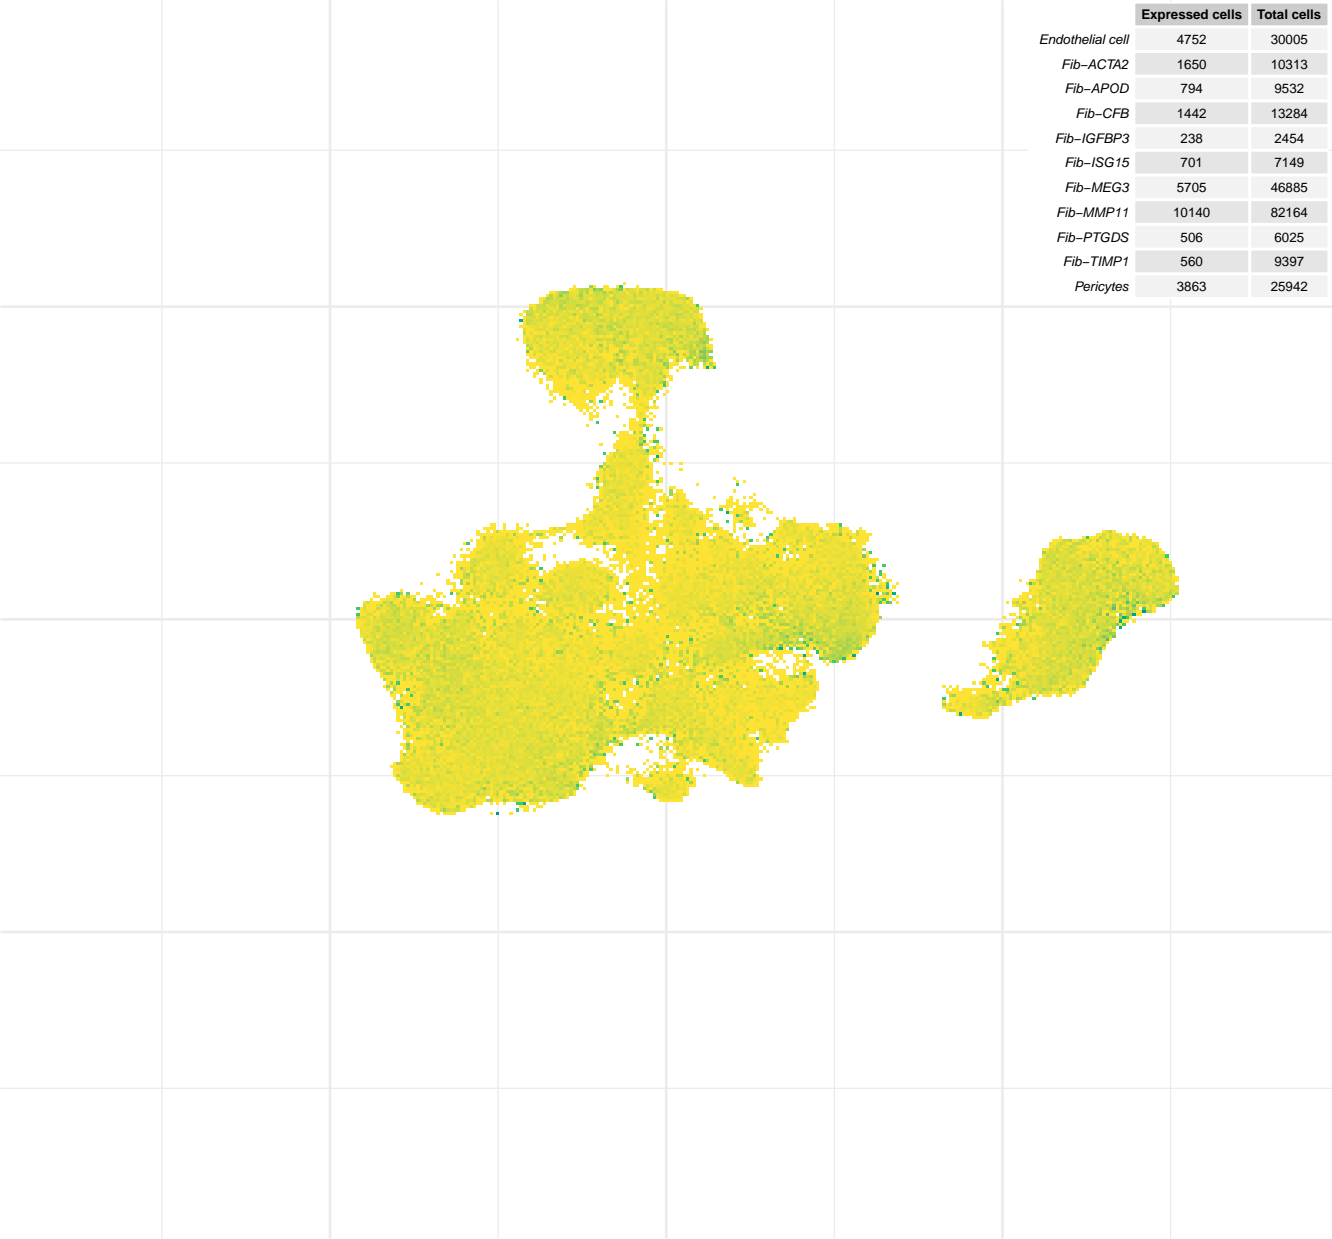 Expressed cells Total cells
Endothelial cell 4752 30005
Fib−ACTA2 1650 10313
Fib−APOD 794 9532
Fib−CFB 1442 13284
Fib−IGFBP3 238 2454
Fib−ISG15 701 7149
Fib−MEG3 5705 46885
Fib−MMP11 10140 82164
Fib−PTGDS 506 6025
Fib−TIMP1 560 9397
Pericytes 3863 25942